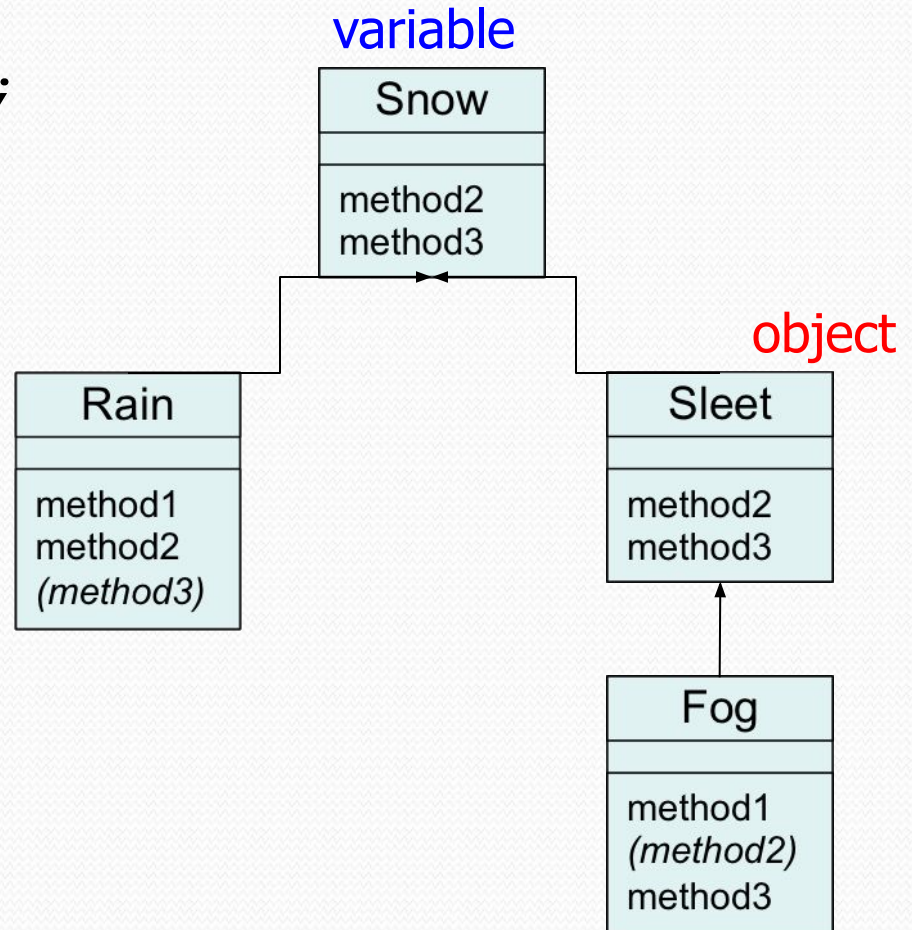 variable
;
Snow
method2
method3
object
Rain
method1
method2
(method3)
Sleet
method2
method3
Fog
method1
(method2)
method3